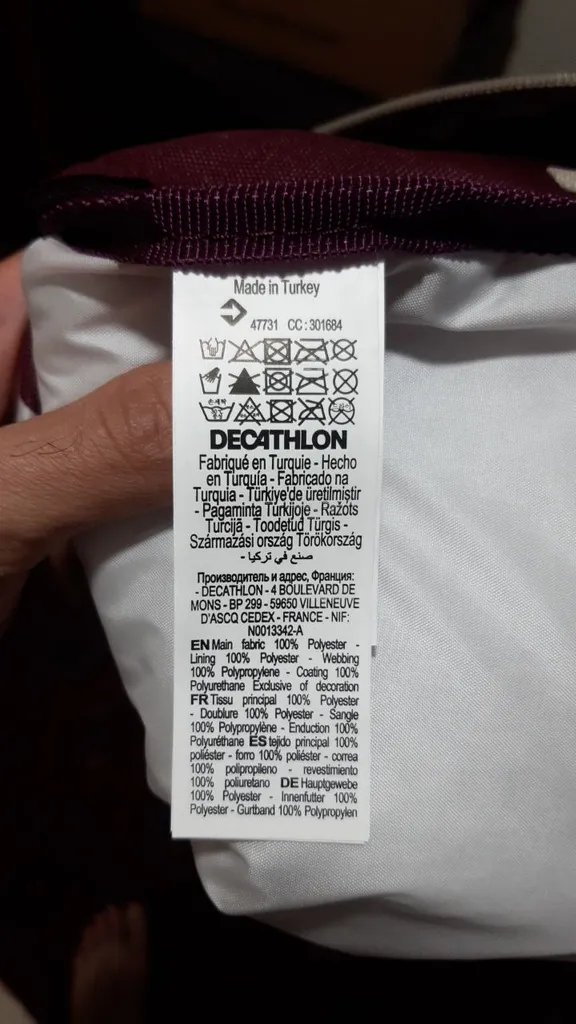 Made in Turkey
47731 CC : 301684
손세탁
DECATHLON
Fabriqué en Turquie - Hecho
en Turquía - Fabricado na
Turquia - Türkiye'de üretilmiştir
- Pagaminta Turkijoje - Ražots
Turcijā - Toodetud Türgis -
Származási ország Törökország
- صنع في تركيا
Производитель и адрес, Франция:
- DECATHLON - 4 BOULEVARD DE
MONS - BP 299 - 59650 VILLENEUVE
D'ASCQ CEDEX - FRANCE - NIF:
N0013342-A
EN Main fabric 100% Polyester -
Lining 100% Polyester - Webbing
100% Polypropylene - Coating 100%
Polyurethane Exclusive of decoration
FR Tissu principal 100% Polyester
- Doublure 100% Polyester - Sangle
100% Polypropylène - Enduction 100%
Polyuréthane ES tejido principal 100%
poliéster - forro 100% poliéster - correa
100% polipropileno - revestimiento
100% poliuretano DE Hauptgewebe
100% Polyester - Innenfutter 100%
Polyester - Gurtband 100% Polypropylen